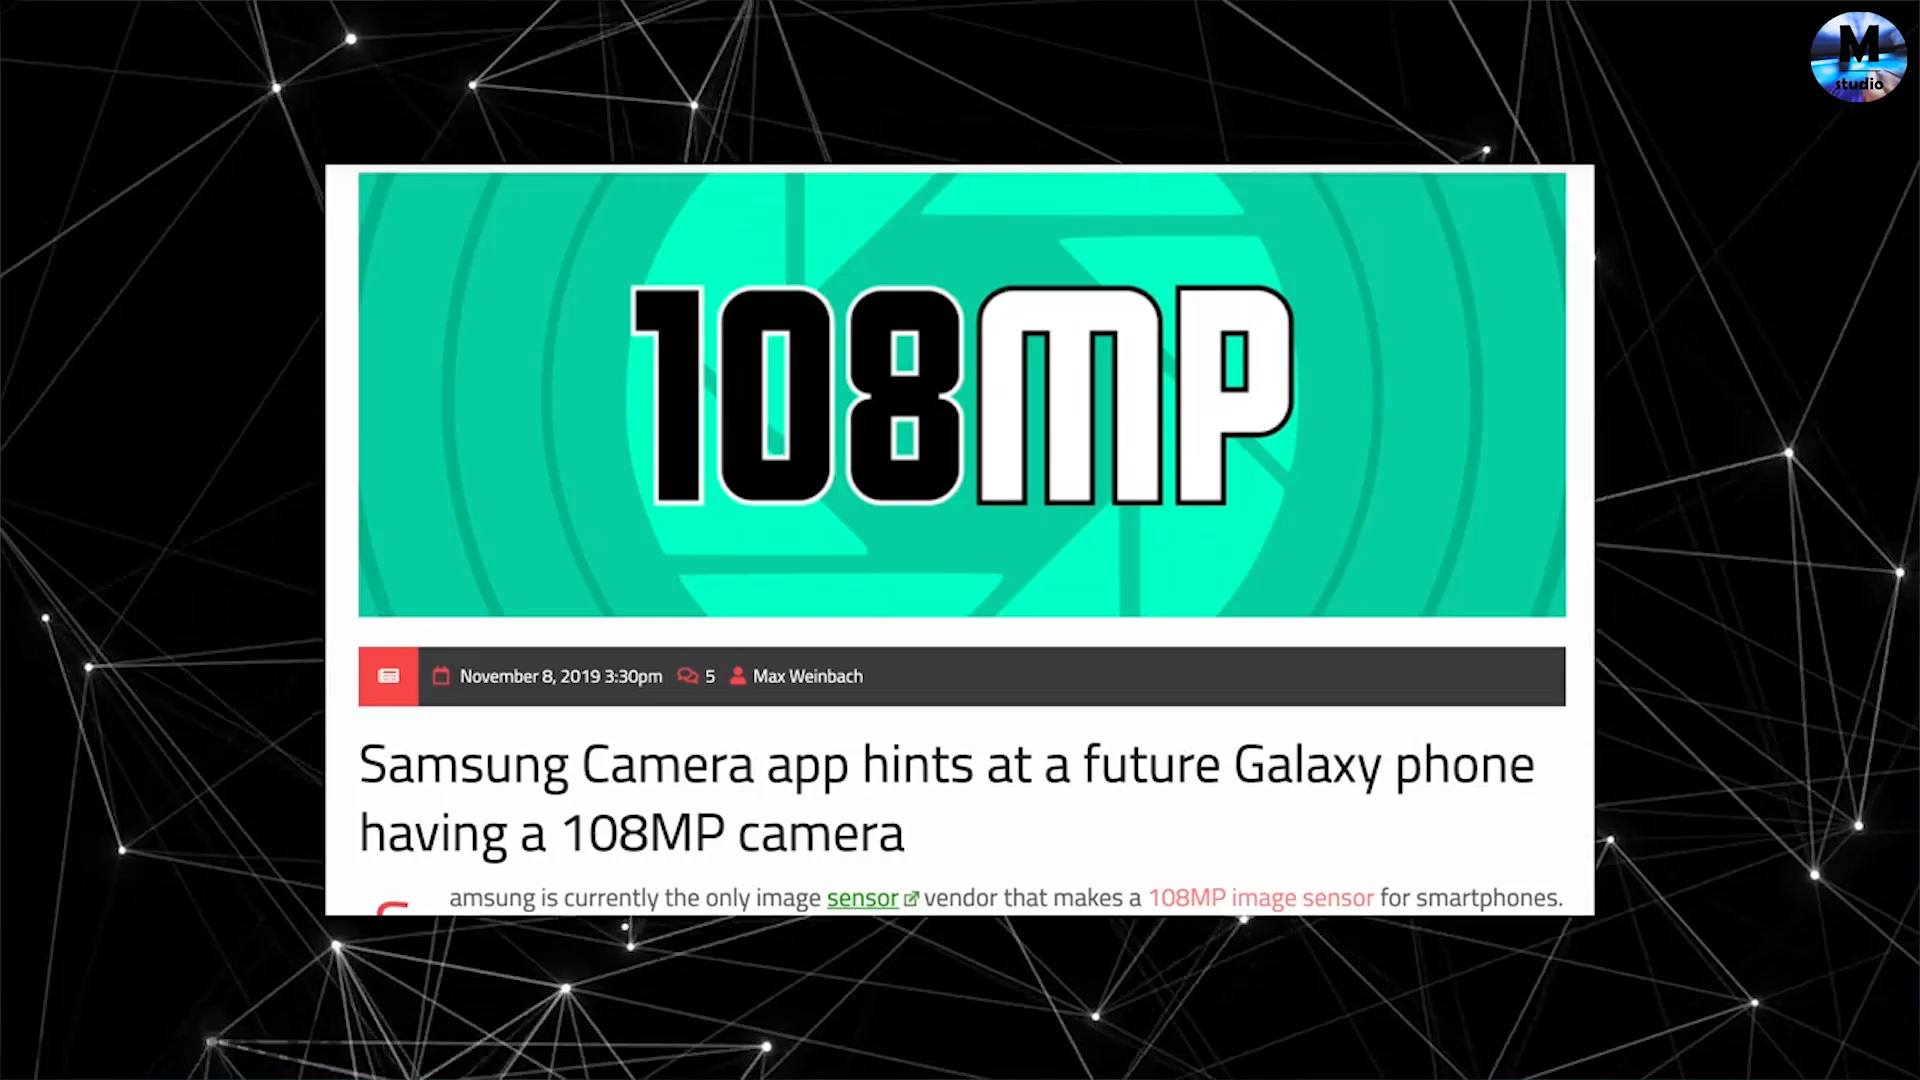 M
studio
108MP
November 8, 2019 3:30pm 5 Max Weinbach
Samsung Camera app hints at a future Galaxy phone
having a 108MP camera
amsung is currently the only image sensor vendor that makes a 108MP image sensor for smartphones.